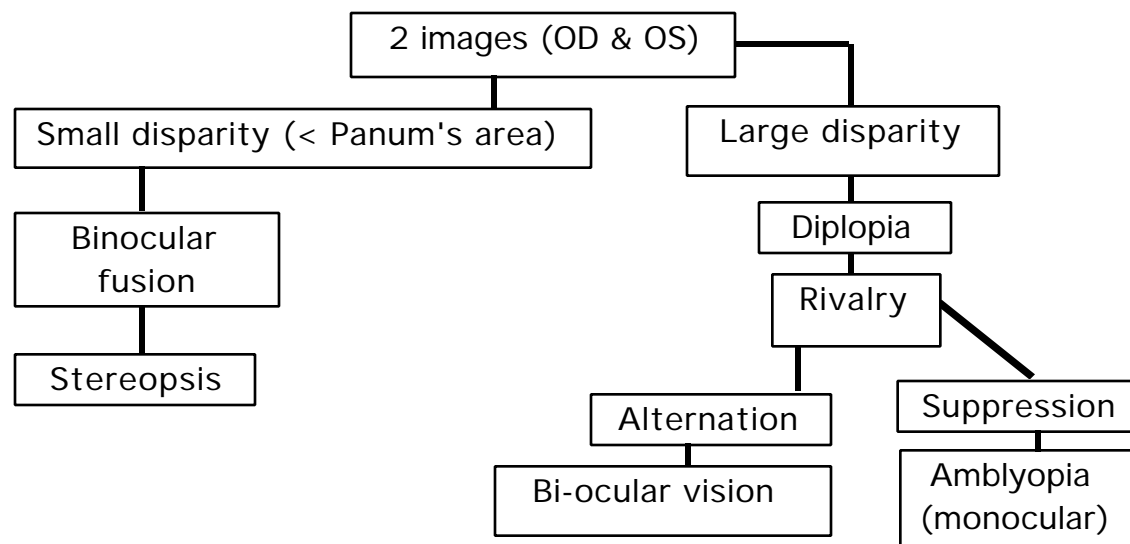 2 images (OD & OS)
Small disparity (< Panum's area)
Large disparity
Binocular
fusion
Diplopia
Rivalry
Stereopsis
Alternation
Suppression
Bi-ocular vision
Amblyopia
(monocular)